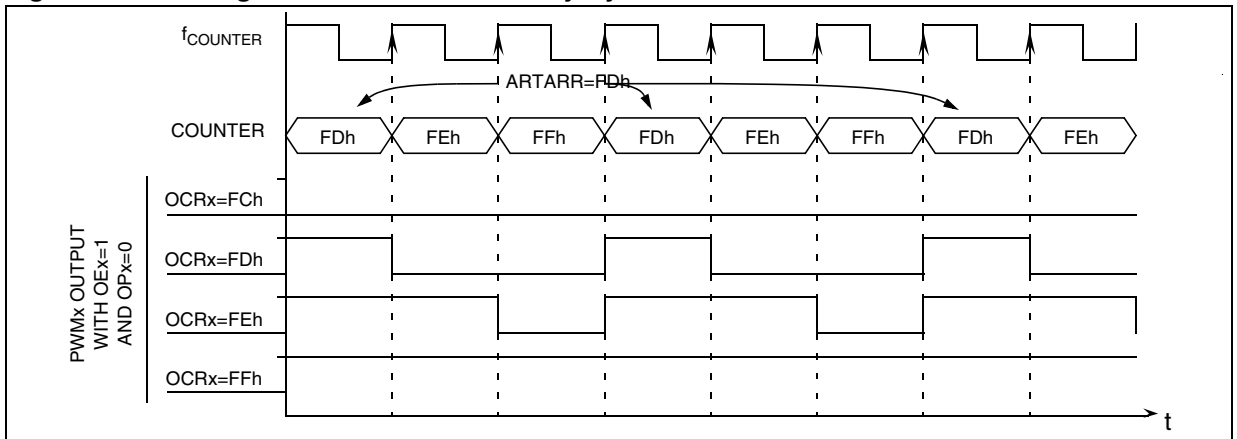 fCOUNTER
ARTARR=FDh
COUNTER
FDh FEh FFh FDh FEh FFh FDh FEh
PWMx OUTPUT
WITH OEx=1
AND OPx=0
OCRx=FCh
OCRx=FDh
OCRx=FEh
OCRx=FFh
t